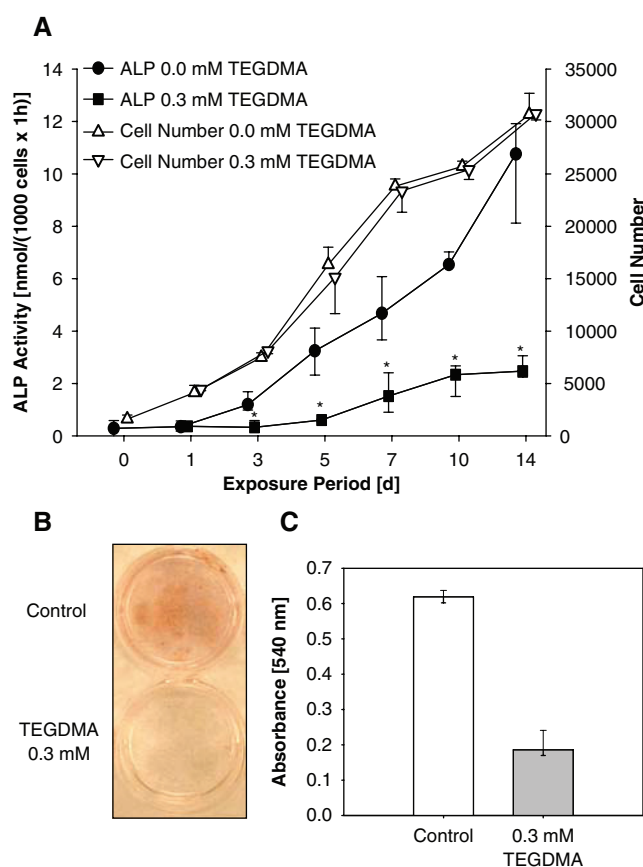 A
14
12
10
8
6
4
2
0
ALP Activity [nmol/(1000 cells x 1h)]
ALP 0.0 mM TEGDMA
ALP 0.3 mM TEGDMA
Cell Number 0.0 mM TEGDMA
Cell Number 0.3 mM TEGDMA
* * * * *
35000
30000
25000
20000
15000
10000
5000
0
Cell Number
0 1 3 5 7 10 14
Exposure Period [d]
B
Control
TEGDMA
0.3 mM
C
0.7
0.6
0.5
0.4
0.3
0.2
0.1
0.0
Absorbance [540 nm]
Control 0.3 mM
TEGDMA